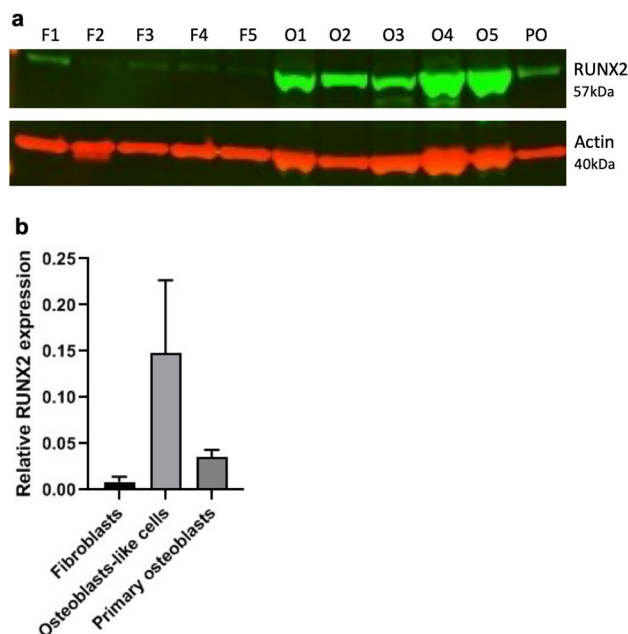 a
F1 F2 F3 F4 F5 O1 O2 O3 O4 O5 PO
RUNX2
57kDa
Actin
40kDa
b
Relative RUNX2 expression
0.25
0.20
0.15
0.10
0.05
0.00
Fibroblasts
Osteoblasts-like cells
Primary osteoblasts